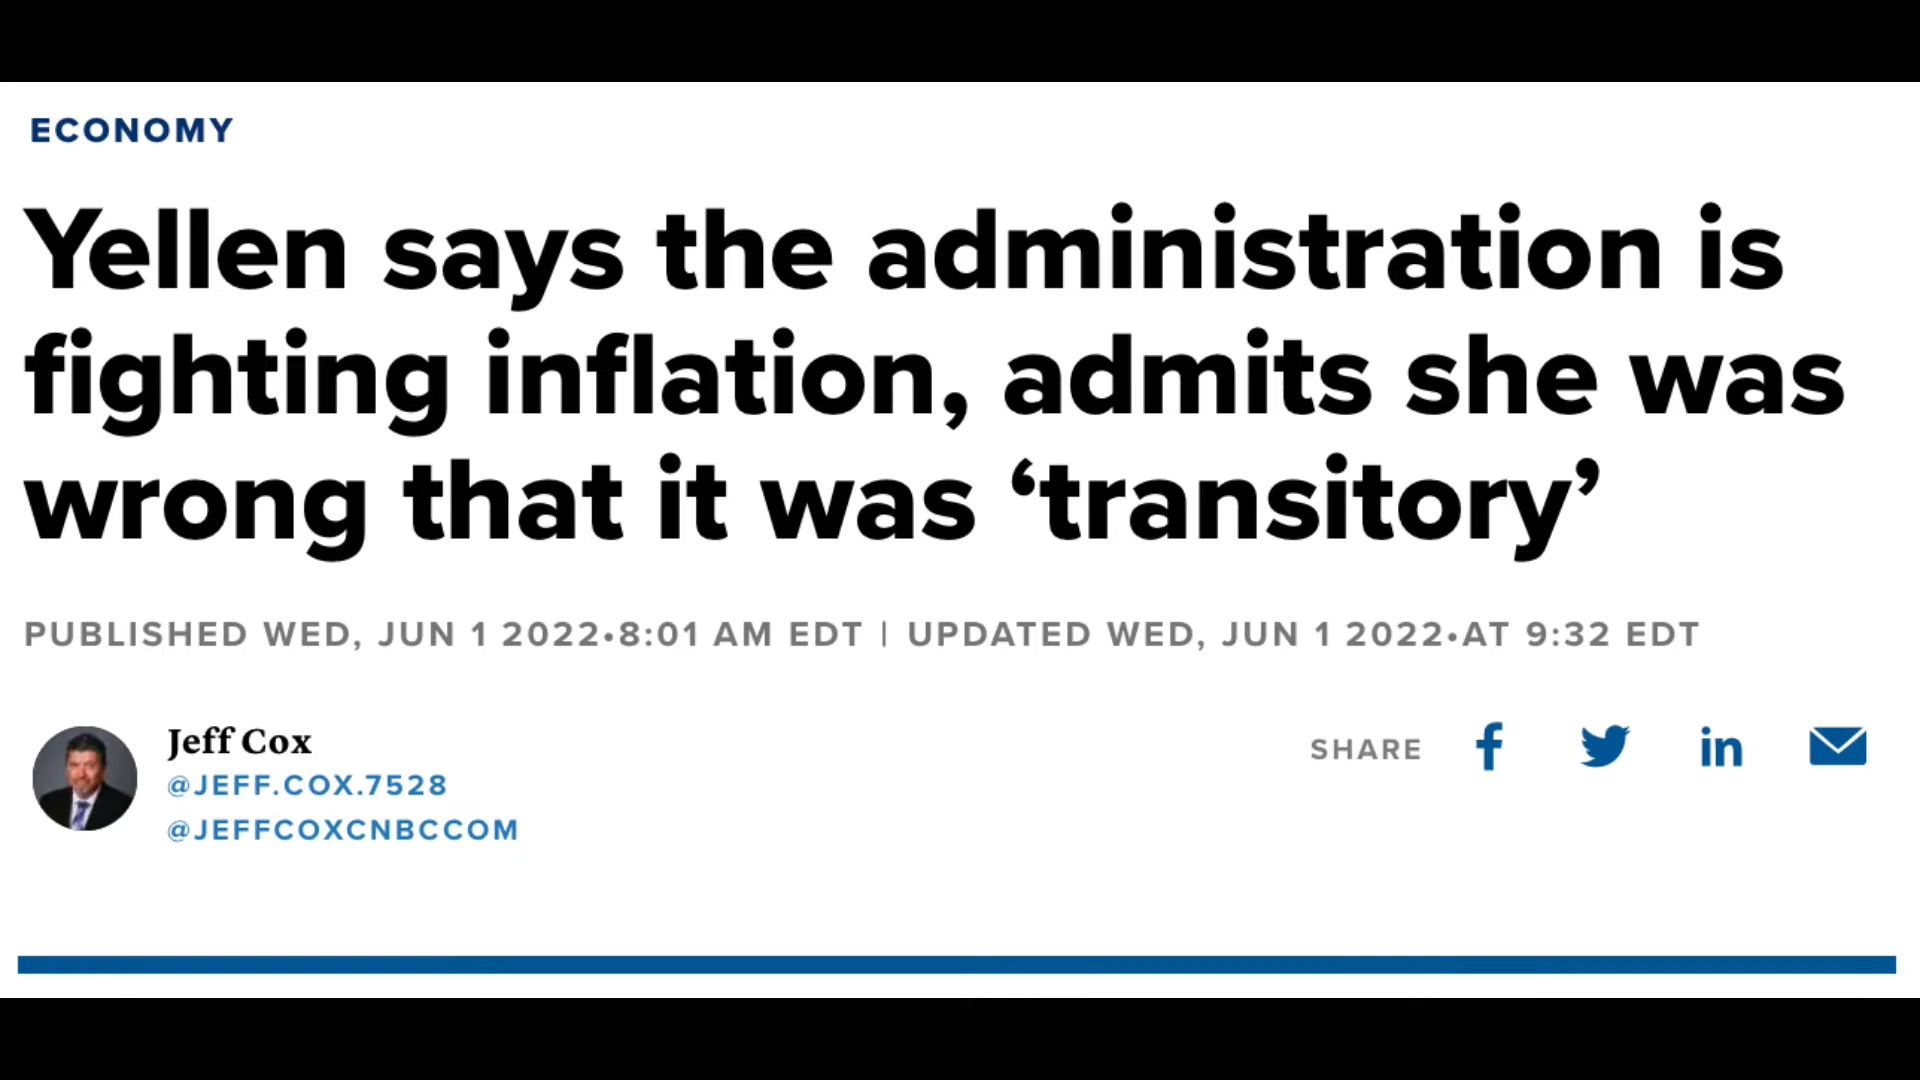 ECONOMY
Yellen says the administration is
fighting inflation, admits she was
wrong that it was ‘transitory’
PUBLISHED WED, JUN 1 2022•8:01 AM EDT | UPDATED WED, JUN 1 2022•AT 9:32 EDT
Jeff Cox
@JEFF.COX.7528
@JEFFCOXCNBCCOM
SHARE